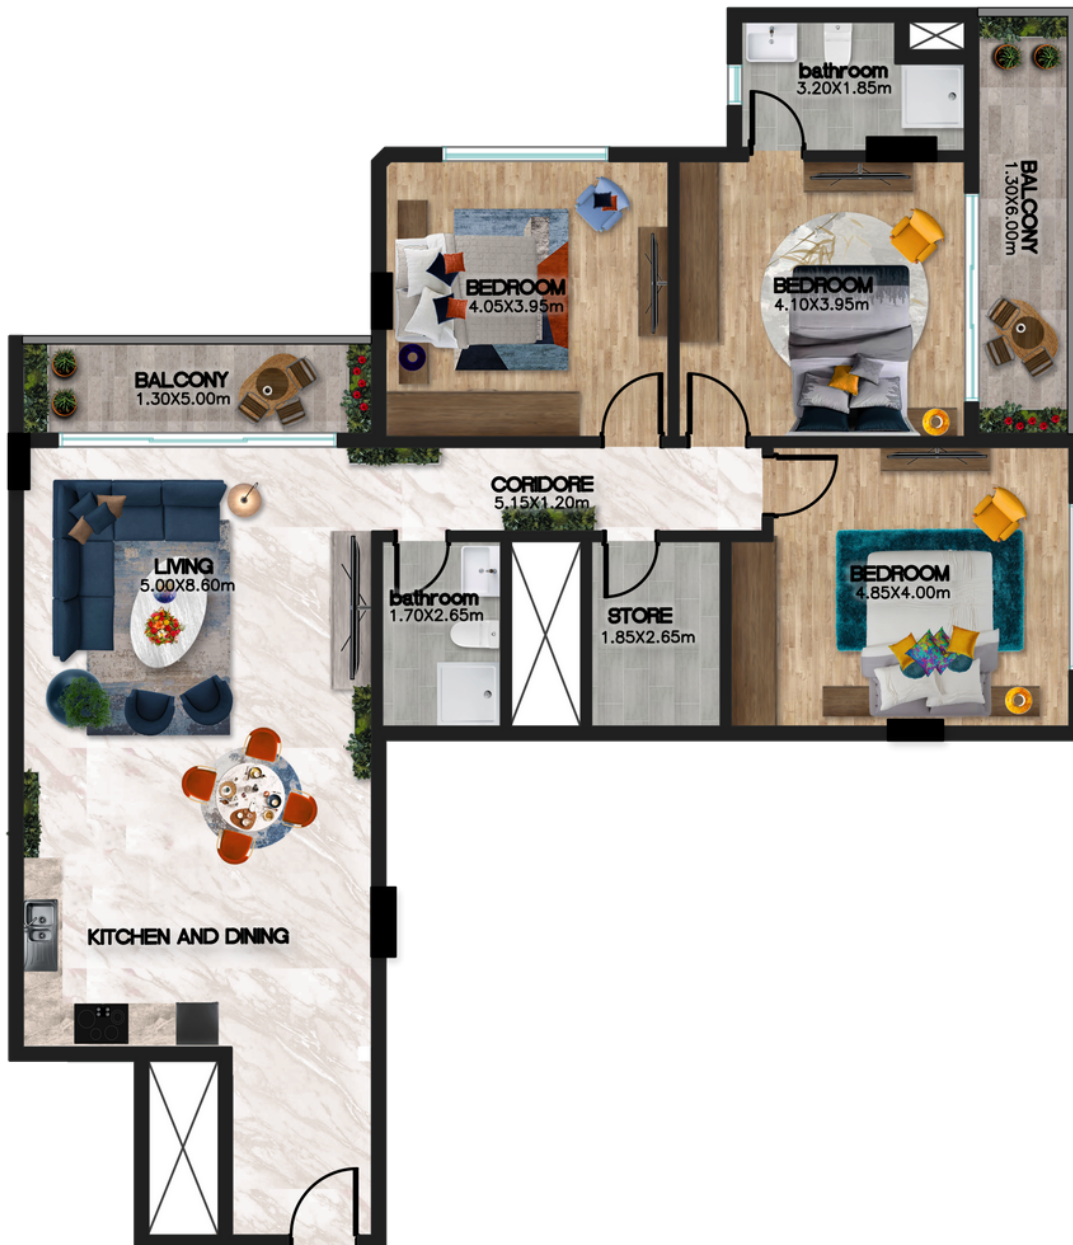 bathroom
3.20X1.85m
BALCONY
1.30X6.00m
BEDROOM
4.05X3.95m
BEDROOM
4.10X3.95m
BALCONY
1.30X5.00m
CORIDORE
5.15X1.20m
LIVING
5.00X8.60m
bathroom
1.70X2.65m
STORE
1.85X2.65m
BEDROOM
4.85X4.00m
KITCHEN AND DINING